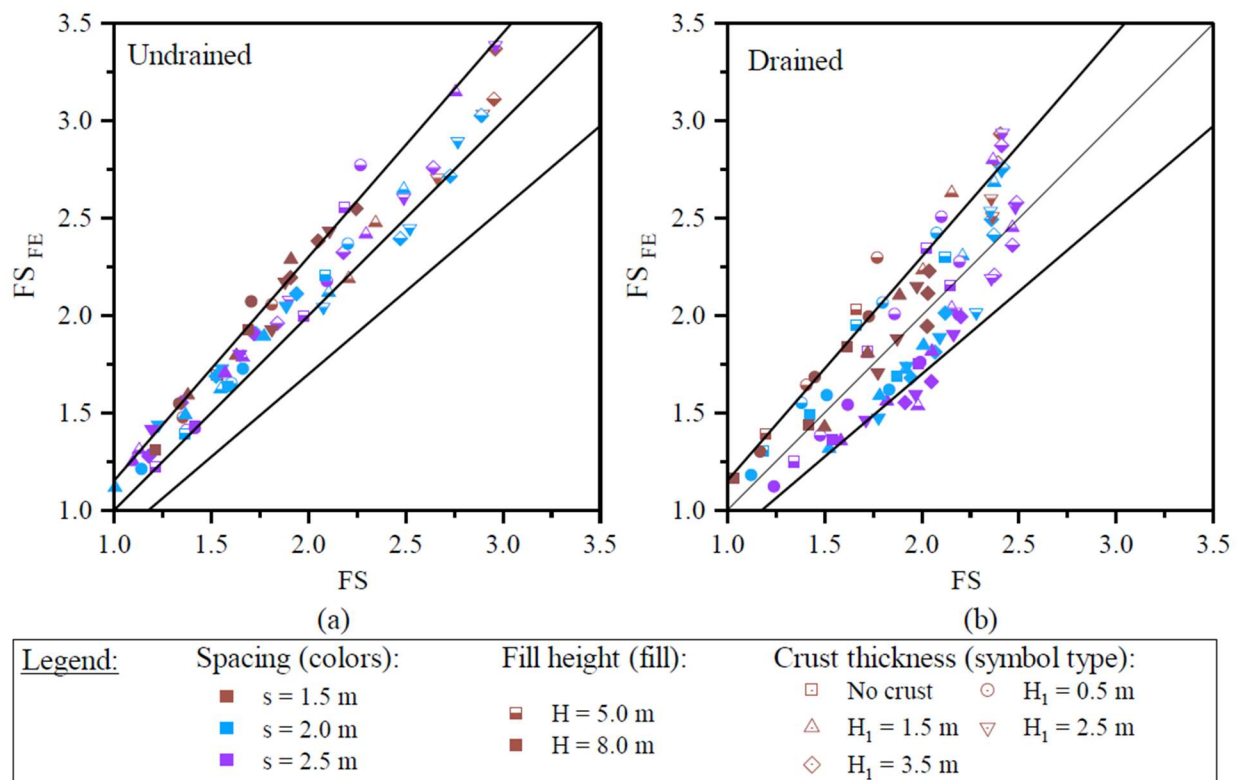 Undrained
3.5
3.0
2.5
2.0
1.5
1.0
FS FE
1.0 1.5 2.0 2.5 3.0 3.5
FS
(a)
Drained
3.5
3.0
2.5
2.0
1.5
1.0
FS FE
1.0 1.5 2.0 2.5 3.0 3.5
FS
(b)
Legend:
Spacing (colors):
s = 1.5 m
s = 2.0 m
s = 2.5 m
Fill height (fill):
H = 5.0 m
H = 8.0 m
Crust thickness (symbol type):
No crust
H1 = 0.5 m
H1 = 1.5 m
H1 = 2.5 m
H1 = 3.5 m